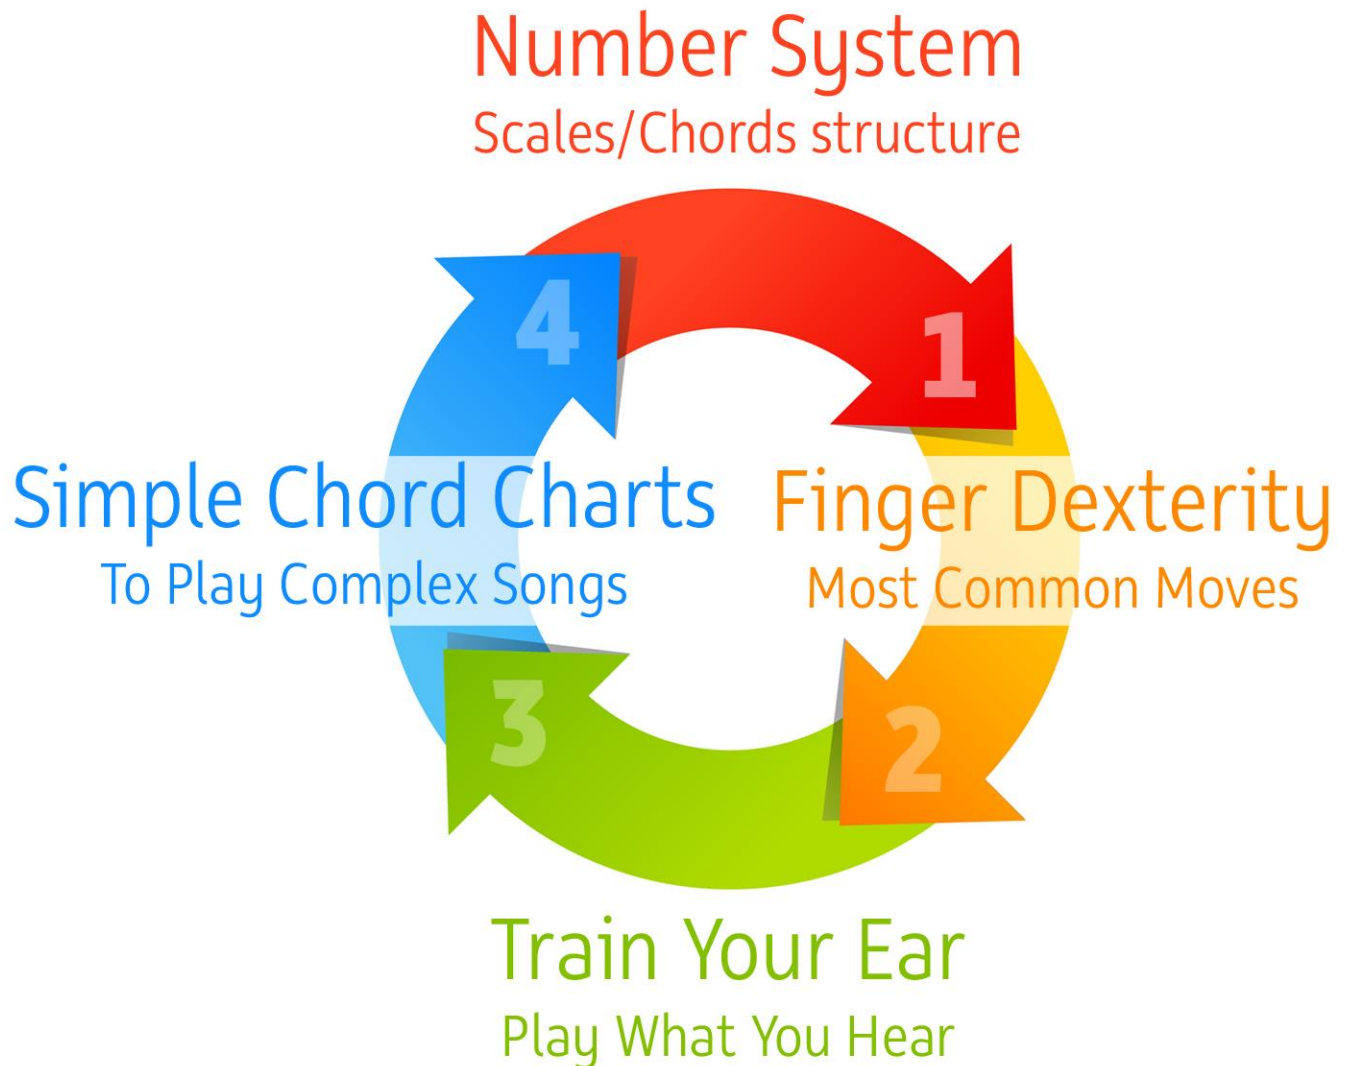 Number System
Scales/Chords structure
1
Finger Dexterity
Most Common Moves
2
Train Your Ear
Play What You Hear
3
Simple Chord Charts
To Play Complex Songs
4